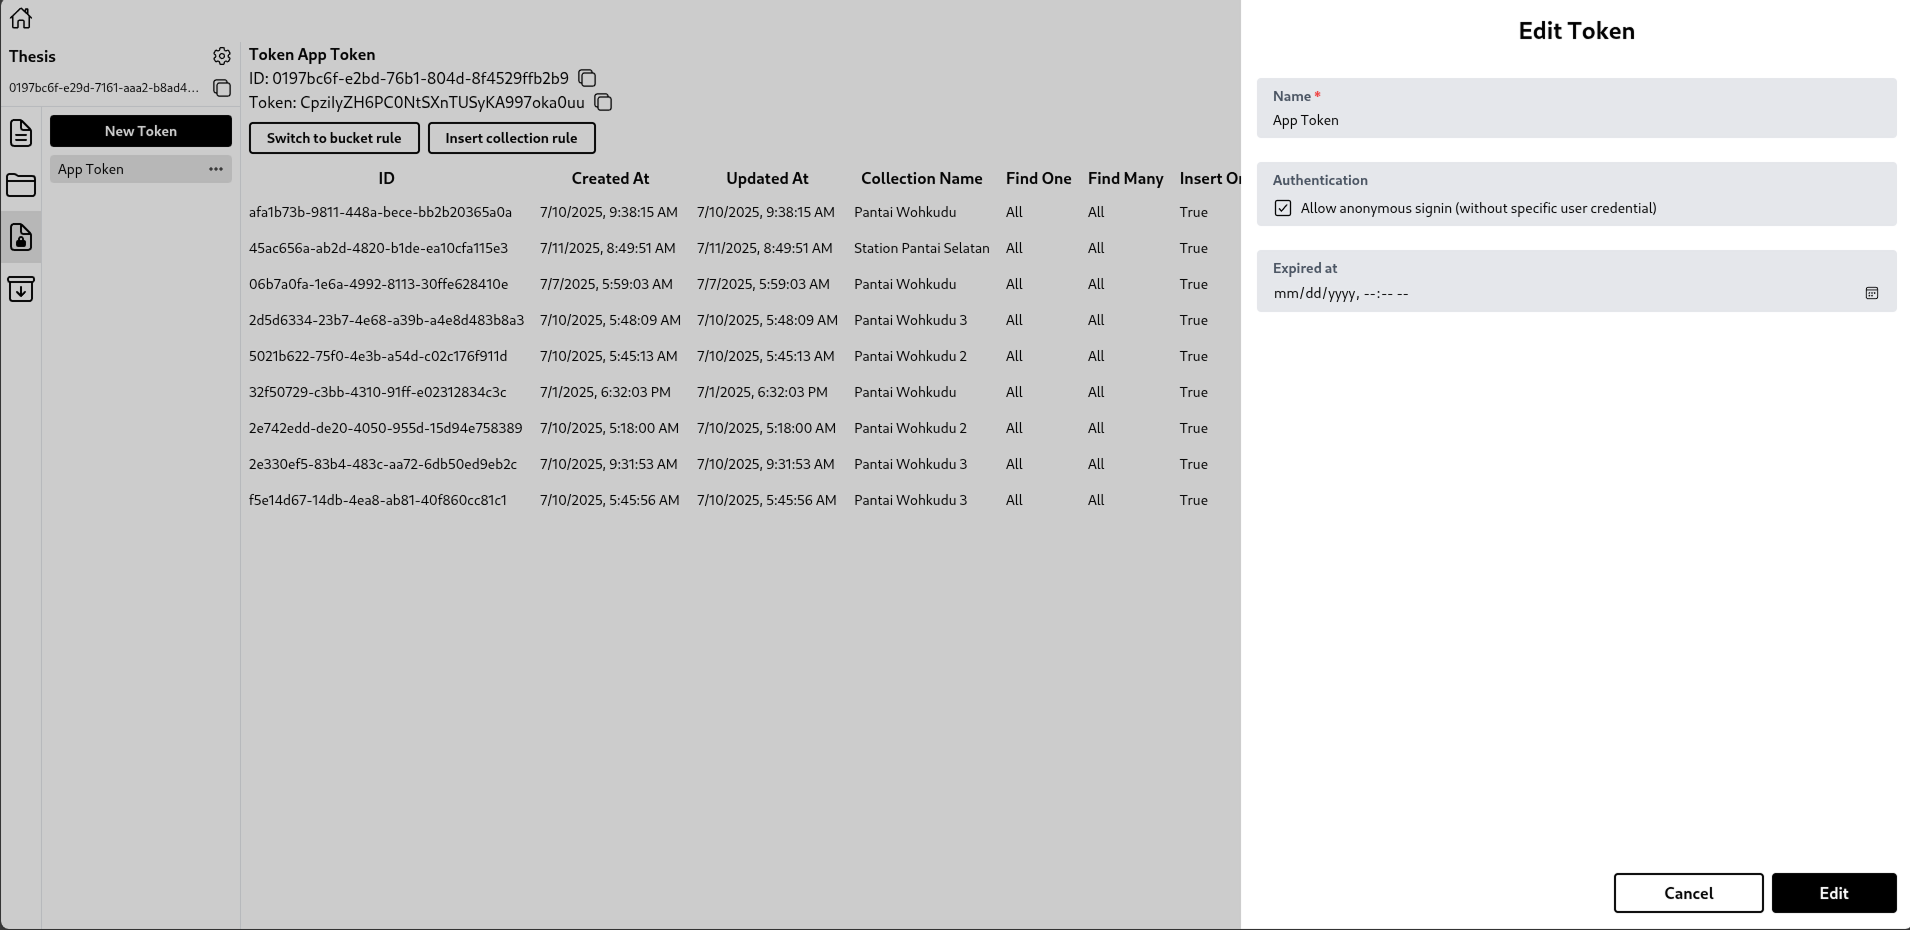 Thesis
0197bc6f-e29d-7161-aaa2-b8ad4...
New Token
App Token
Token App Token
ID: 0197bc6f-e2bd-76b1-804d-8f4529ffb2b9
Token: CpziIyZH6PC0NtSXnTUSyKA997oka0uu
Switch to bucket rule Insert collection rule
ID Created At Updated At Collection Name Find One Find Many Insert On
afa1b73b-9811-448a-bece-bb2b20365a0a 7/10/2025, 9:38:15 AM 7/10/2025, 9:38:15 AM Pantai Wohkudu All All True
45ac656a-ab2d-4820-b1de-ea10cfa115e3 7/11/2025, 8:49:51 AM 7/11/2025, 8:49:51 AM Station Pantai Selatan All All True
06b7a0fa-1e6a-4992-8113-30ffe628410e 7/7/2025, 5:59:03 AM 7/7/2025, 5:59:03 AM Pantai Wohkudu All All True
2d5d6334-23b7-4e68-a39b-a4e8d483b8a3 7/10/2025, 5:48:09 AM 7/10/2025, 5:48:09 AM Pantai Wohkudu 3 All All True
5021b622-75f0-4e3b-a54d-c02c176f911d 7/10/2025, 5:45:13 AM 7/10/2025, 5:45:13 AM Pantai Wohkudu 2 All All True
32f50729-c3bb-4310-91ff-e02312834c3c 7/1/2025, 6:32:03 PM 7/1/2025, 6:32:03 PM Pantai Wohkudu All All True
2e742edd-de20-4050-955d-15d94e758389 7/10/2025, 5:18:00 AM 7/10/2025, 5:18:00 AM Pantai Wohkudu 2 All All True
2e330ef5-83b4-483c-aa72-6db50ed9eb2c 7/10/2025, 9:31:53 AM 7/10/2025, 9:31:53 AM Pantai Wohkudu 3 All All True
f5e14d67-14db-4ea8-ab81-40f860cc81c1 7/10/2025, 5:45:56 AM 7/10/2025, 5:45:56 AM Pantai Wohkudu 3 All All True
Edit Token
Name *
App Token
Authentication
Allow anonymous signin (without specific user credential)
Expired at
mm/dd/yyyy, --:-- --
Cancel Edit